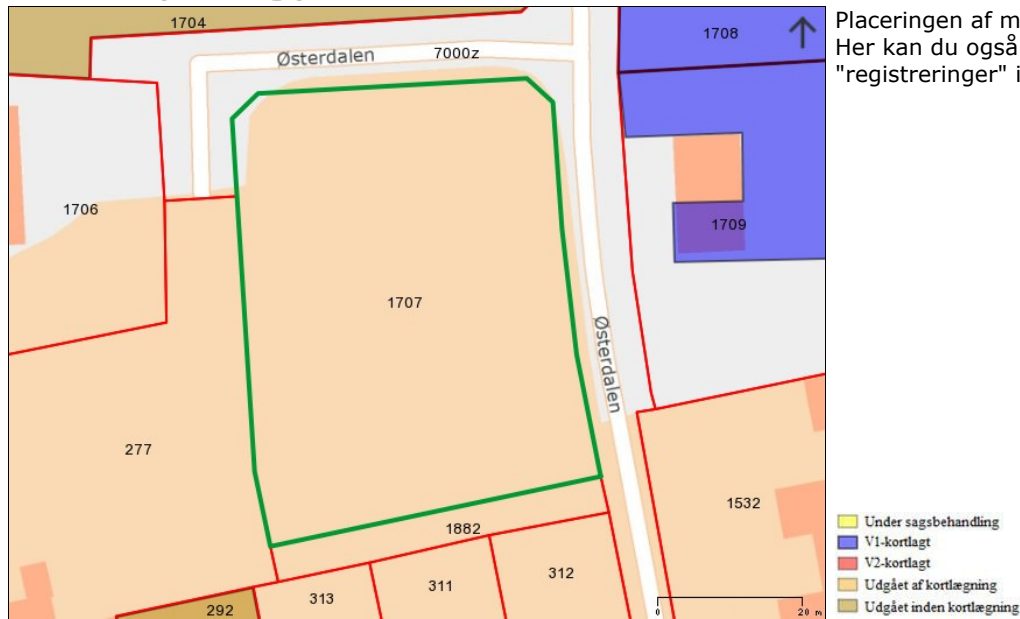 Placeringen af m
Her kan du også
"registreringer" i
1704
Østerdalen
7000z
1708
1706
1709
1707
Østerdalen
277
1882
1532
313
311
312
292
0
20 m
Under sagsbehandling
V1-kortlagt
V2-kortlagt
Udgået af kortlægning
Udgået inden kortlægning